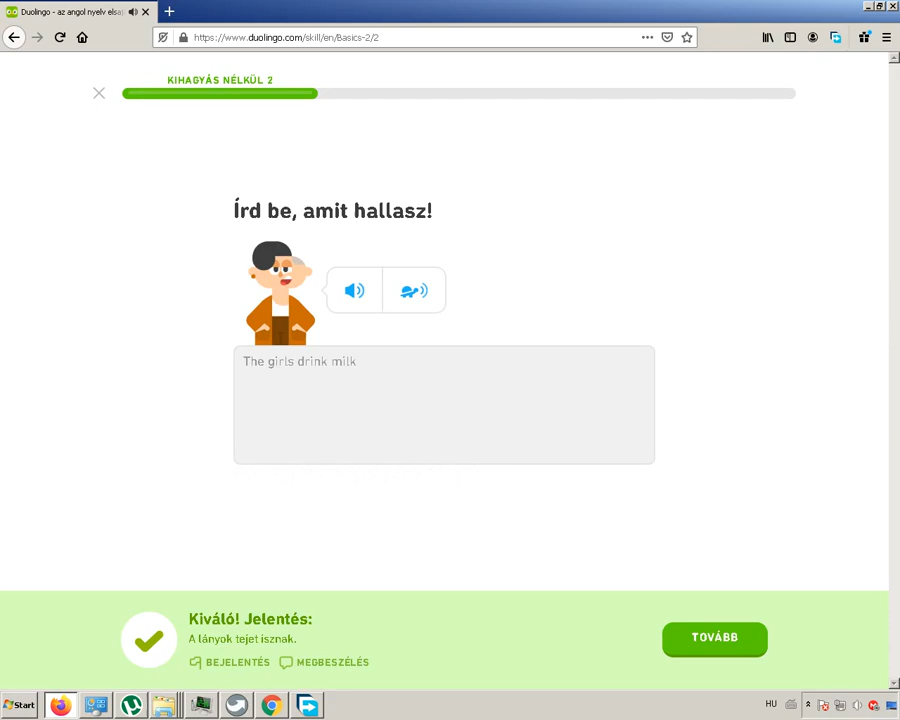 Duolingo - az angol nyelv elsa
https://www.duolingo.com/skill/en/Basics-2/2
KIHAGYÁS NÉLKÜL 2
Írd be, amit hallasz!
The girls drink milk
Kiváló! Jelentés:
A lányok tejet isznak.
BEJELENTÉS MEGBESZÉLÉS
TOVÁBB
Start
HU